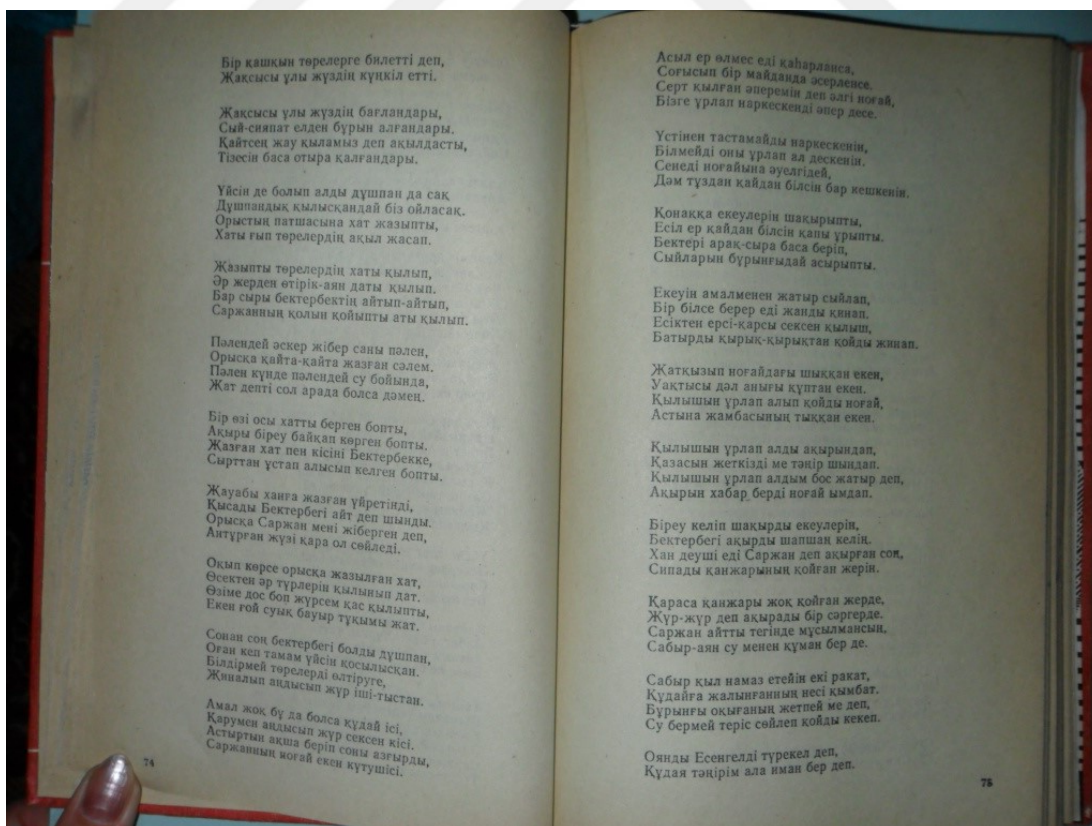 Бір қашқын төрелерге билетті деп,
Жақсысы ұлы жүздің күңкіл етті.
Жақсысы ұлы жүздің бағландары,
Сый-сияпат елден бұрын алғандары.
Қайтсең жау қыламыз деп ақылдасты,
Тізесін баса отыра қалғандары.
Үйсін де болып алды дұшпан да сақ
Дұшпандық қылысқандай біз ойласақ.
Орыстың патшасына хат жазыпты,
Хаты ғып төрелердің ақыл жасап.
Жазыпты төрелердің хаты қылып,
Әр жерден өтірік-аян даты қылып.
Бар сыры бектербектің айтып-айтып,
Саржанның қолын қойыпты аты қылып.
Пәлендей әскер жібер саны пәлен,
Орысқа қайта-қайта жазған сәлем.
Пәлен күнде пәлендей су бойында,
Жат депті сол арада болса дәмең.
Бір өзі осы хатты берген бопты,
Ақыры біреу байқап көрген бопты.
Жазған хат пен кісіні Бектербекке,
Сырттан ұстап алысып келген бопты.
Жауабы ханға жазған үйретінді,
Қысады Бектербегі айт деп шынды.
Орысқа Саржан мені жіберген деп,
Антұрған жүзі қара ол сөйледі.
Оқып көрсе орысқа жазылған хат,
Өсектен әр түрлерін қылынып дат.
Өзіме дос боп жүрсем қас қылыпты,
Екен ғой суық бауыр тұқымы жат.
Сонан соң бектербегі болды дұшпан,
Оған кеп тамам үйсін қосылысқан.
Білдірмей төрелерді өлтіруге,
Жиналып аңдысып жүр іші-тыстан.
Амал жоқ бұ да болса құдай ісі,
Қарумен аңдысып жүр сексен кісі.
Астыртын ақша беріп соны азғырды,
Саржанның ноғай екен күтушісі.
74
Асыл ер өлмес еді қаһарланса,
Соғысып бір майданда әсерленсе.
Серт қылған әперемін деп әлгі ноғай,
Бізге ұрлап наркескенді әпер десе.
Үстінен тастамайды наркескенін,
Білмейді оны ұрлап ал дескенін.
Сенеді ноғайына әуелгідей,
Дәм тұздан қайдан білсін бар кешкенін.
Қонаққа екеулерін шақырыпты,
Есіл ер қайдан білсін қапы ұрыпты.
Бектері арақ-сыра баса беріп,
Сыйларын бұрынғыдай асырыпты.
Екеуін амалменен жатыр сыйлап,
Бір білсе берер еді жанды қинап.
Есіктен ерсі-қарсы сексен қылыш,
Батырды қырық-қырықтан қойды жинап.
Жатқызып ноғайдағы шыққан екен,
Уақтысы дәл анығы құптан екен.
Қылышын ұрлап алып қойды ноғай,
Астына жамбасының тыққан екен.
Қылышын ұрлап алды ақырындап,
Қазасын жеткізді ме тәңір шындап.
Қылышын ұрлап алдым бос жатыр деп,
Ақырын хабар берді ноғай ымдап.
Біреу келіп шақырды екеулерін,
Бектербегі ақырды шапшаң келің.
Хан деуші еді Саржан деп ақырған соң,
Сипады қанжарының қойған жерін.
Қараса қанжары жоқ қойған жерде,
Жүр-жүр деп ақырады бір сәргерде.
Саржан айтты тегінде мұсылмансың,
Сабыр-аян су менен құман бер де.
Сабыр қыл намаз етейін екі ракат,
Құдайға жалынғанның несі қымбат.
Бұрынғы оқығаның жетпей ме деп,
Су бермей теріс сөйлеп қойды кекеп.
Оянды Есенгелді түрекел деп,
Құдая тәңірім ала иман бер деп.
75